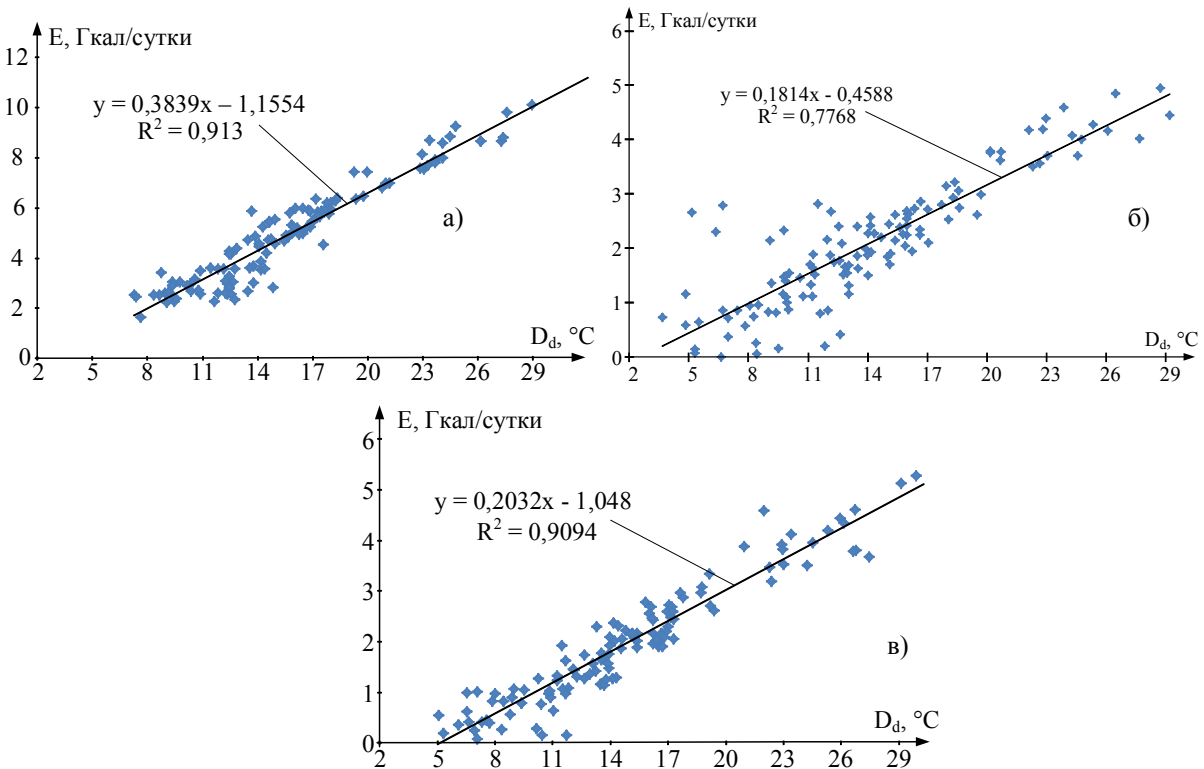 E, Гкал/сутки
12
10
8
6
4
2
0
y = 0,3839x – 1,1554
R² = 0,913
а)
D_d, °C
2 5 8 11 14 17 20 23 26 29
E, Гкал/сутки
6
5
4
3
2
1
0
y = 0,1814x - 0,4588
R² = 0,7768
б)
D_d, °C
2 5 8 11 14 17 20 23 26 29
E, Гкал/сутки
6
5
4
3
2
1
0
y = 0,2032x - 1,048
R² = 0,9094
в)
D_d, °C
2 5 8 11 14 17 20 23 26 29